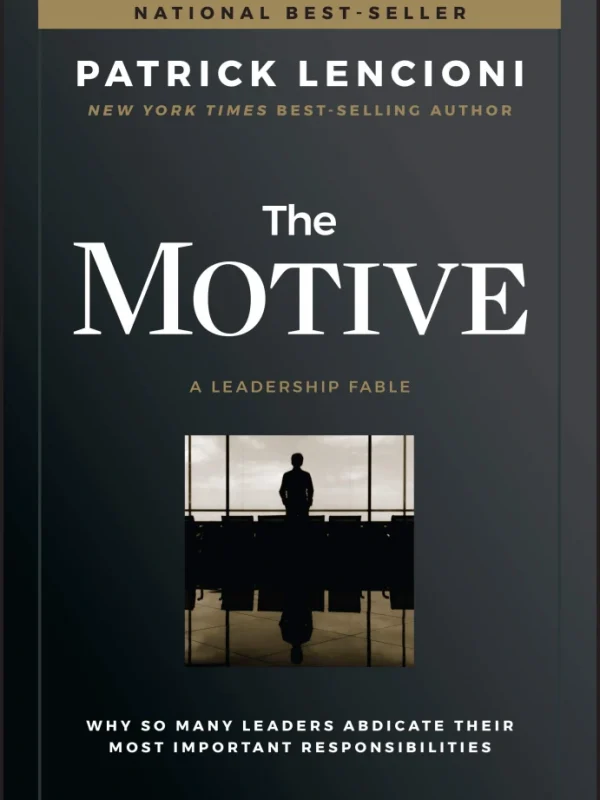 NATIONAL BEST-SELLER
PATRICK LENCIONI
NEW YORK TIMES BEST-SELLING AUTHOR
The
MOTIVE
A LEADERSHIP FABLE
WHY SO MANY LEADERS ABDICATE THEIR
MOST IMPORTANT RESPONSIBILITIES